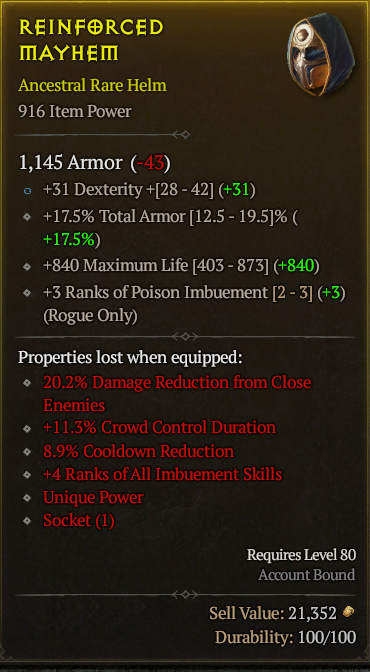 REINFORCED
MAYHEM
Ancestral Rare Helm
916 Item Power
1,145 Armor (-43)
+31 Dexterity +[28 - 42] (+31)
+17.5% Total Armor [12.5 - 19.5]% (
+17.5%)
+840 Maximum Life [403 - 873] (+840)
+3 Ranks of Poison Imbuement [2 - 3] (+3)
(Rogue Only)
Properties lost when equipped:
20.2% Damage Reduction from Close
Enemies
+11.3% Crowd Control Duration
8.9% Cooldown Reduction
+4 Ranks of All Imbuement Skills
Unique Power
Socket (1)
Requires Level 80
Account Bound
Sell Value: 21,352
Durability: 100/100